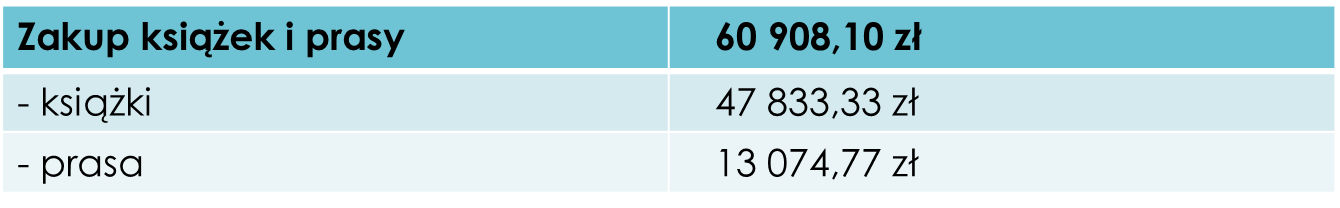 Zakup książek i prasy 60 908,10 zł
- książki 47 833,33 zł
- prasa 13 074,77 zł